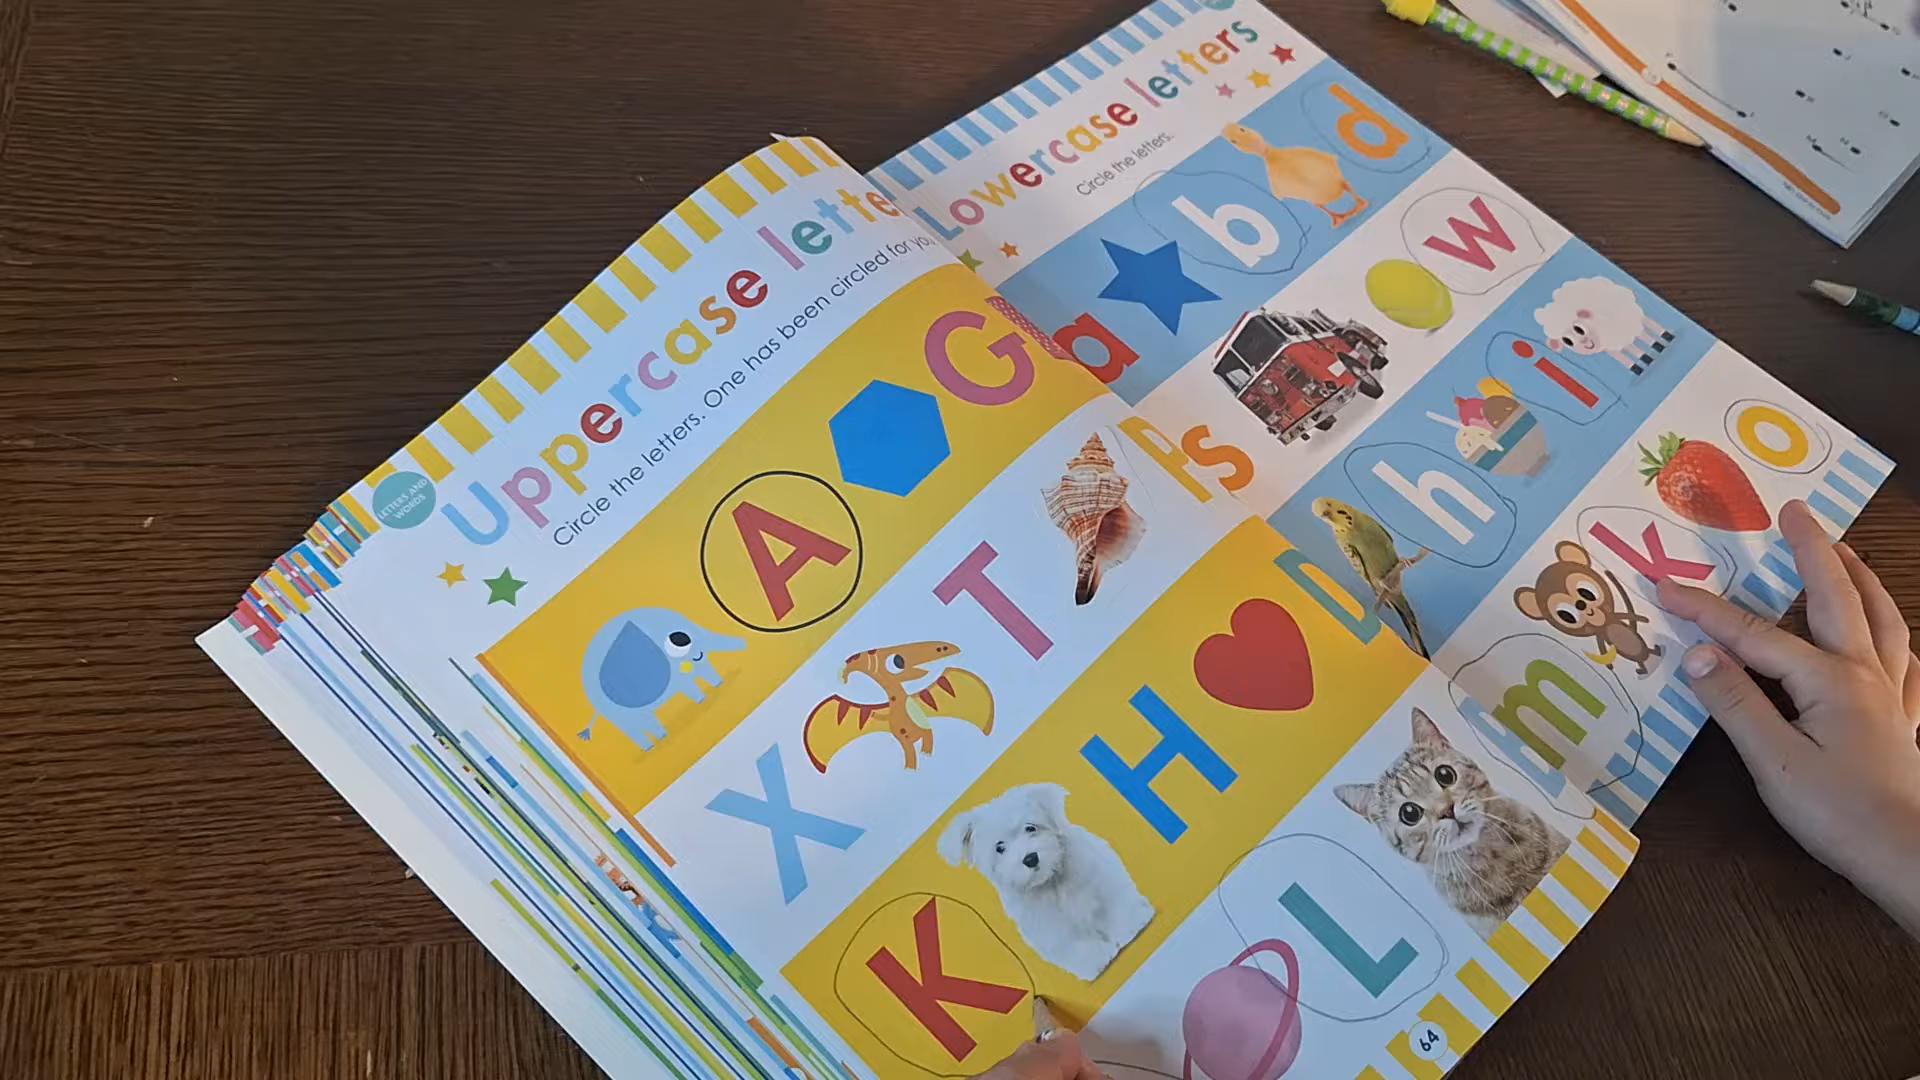 LETTERS AND
WORDS
Uppercase lette
Circle the letters. One has been circled for you
A G
X T P
K H D
L
64
Lowercase letters
Circle the letters.
a b d
s w
h i
m k o